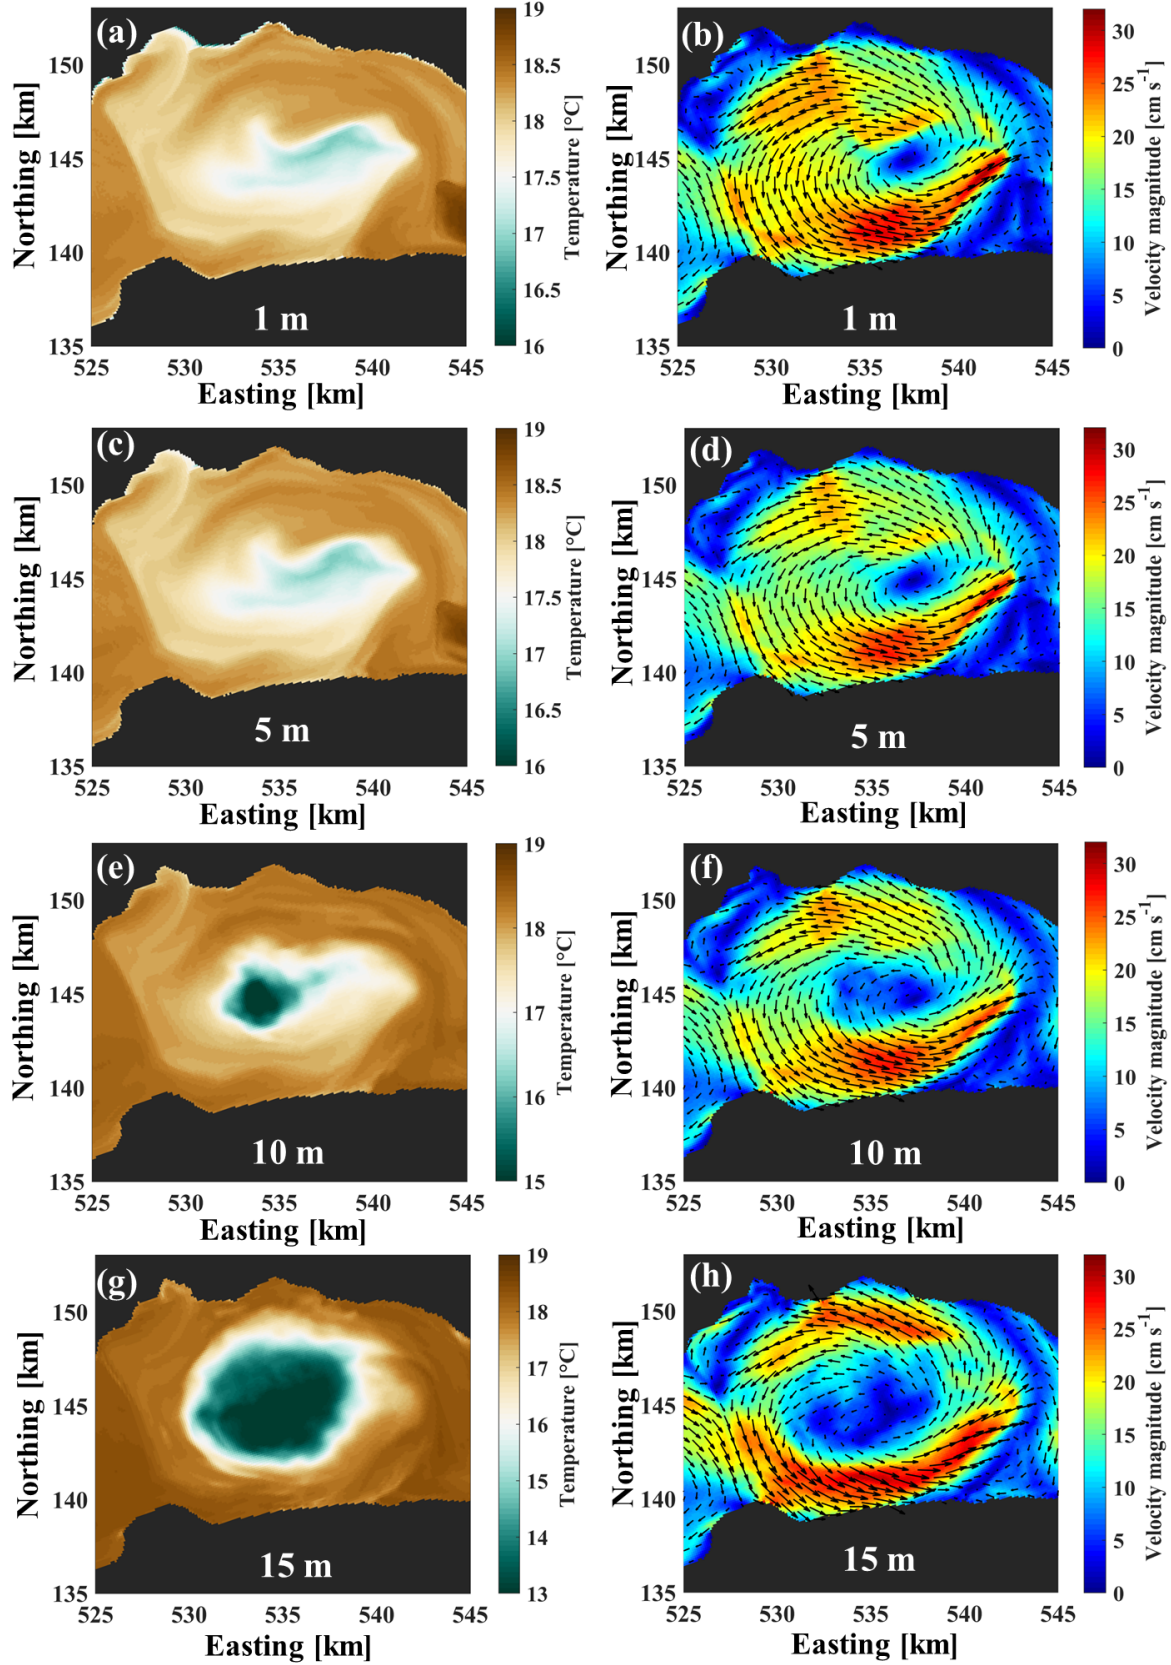 (a)
Northing [km]
150
145
140
135
525 530 535 540 545
Easting [km]
1 m
19
18.5
18
17.5
17
16.5
16
Temperature [°C]
(b)
Northing [km]
150
145
140
135
525 530 535 540 545
Easting [km]
1 m
30
25
20
15
10
5
0
Velocity magnitude [cm s⁻¹]
(c)
Northing [km]
150
145
140
135
525 530 535 540 545
Easting [km]
5 m
19
18.5
18
17.5
17
16.5
16
Temperature [°C]
(d)
Northing [km]
150
145
140
135
525 530 535 540 545
Easting [km]
5 m
30
25
20
15
10
5
0
Velocity magnitude [cm s⁻¹]
(e)
Northing [km]
150
145
140
135
525 530 535 540 545
Easting [km]
10 m
19
18
17
16
15
Temperature [°C]
(f)
Northing [km]
150
145
140
135
525 530 535 540 545
Easting [km]
10 m
30
25
20
15
10
5
0
Velocity magnitude [cm s⁻¹]
(g)
Northing [km]
150
145
140
135
525 530 535 540 545
Easting [km]
15 m
19
18
17
16
15
14
13
Temperature [°C]
(h)
Northing [km]
150
145
140
135
525 530 535 540 545
Easting [km]
15 m
30
25
20
15
10
5
0
Velocity magnitude [cm s⁻¹]